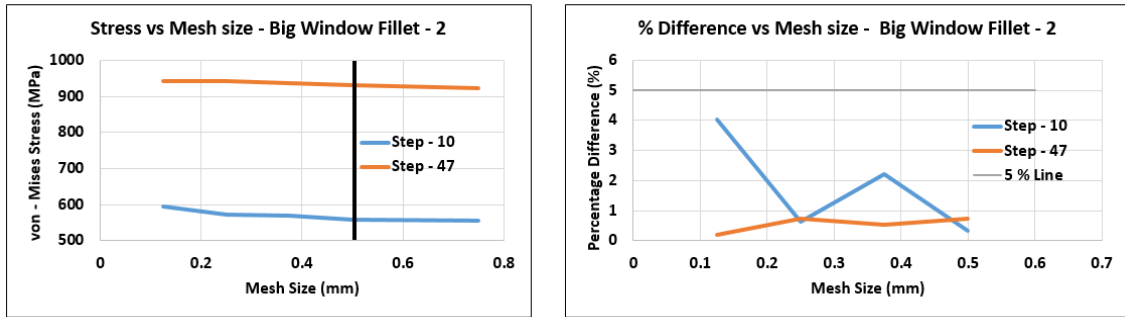 Stress vs Mesh size - Big Window Fillet - 2
von - Mises Stress (MPa)
1000
900
800
700
600
500
0 0.2 0.4 0.6 0.8
Mesh Size (mm)
Step - 10
Step - 47
% Difference vs Mesh size -  Big Window Fillet - 2
Percentage Difference (%)
6
5
4
3
2
1
0
0 0.1 0.2 0.3 0.4 0.5 0.6 0.7
Mesh Size (mm)
Step - 10
Step - 47
5 % Line